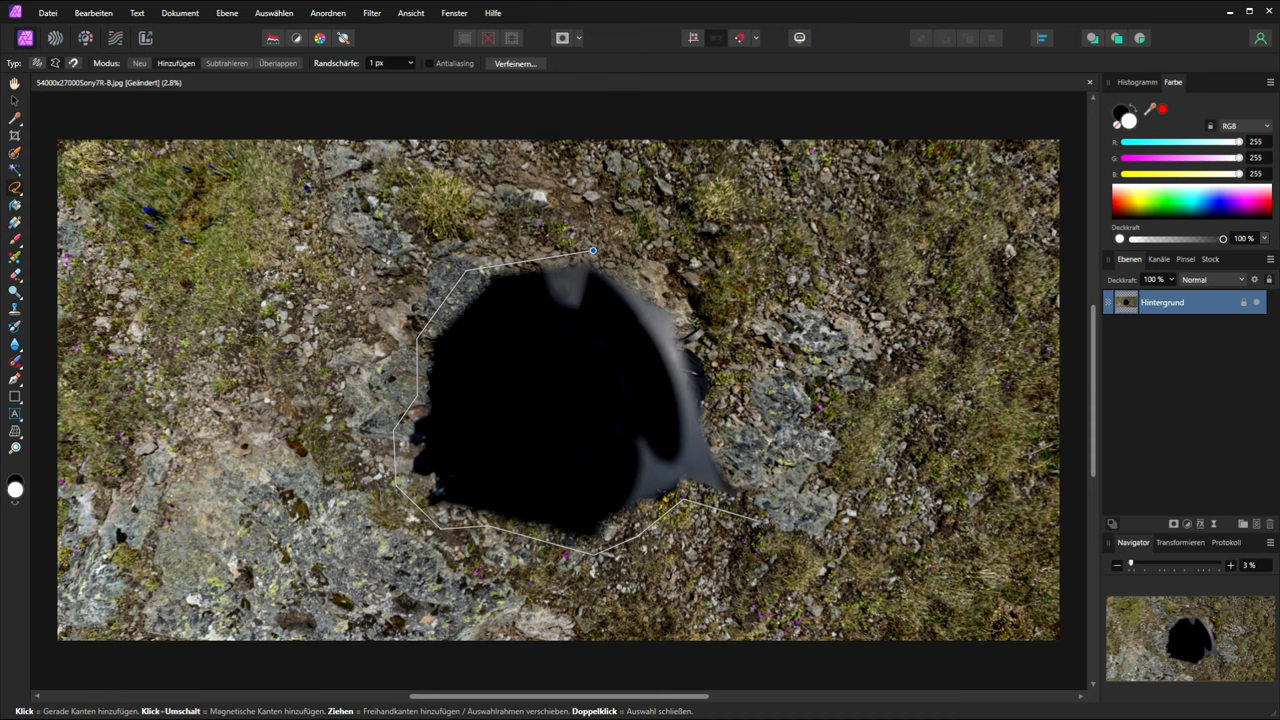 Datei Bearbeiten Text Dokument Ebene Auswählen Anordnen Filter Ansicht Fenster Hilfe
Typ: Modus: Neu Hinzufügen Subtrahieren Überlappen Randschärfe: 1 px Antialiasing Verfeinern...
54000x27000Sony7R-B.jpg [Geändert] (2.8%)
Histogramm Farbe
RGB
R: 255
G: 255
B: 255
Deckkraft
100 %
Ebenen Kanäle Pinsel Stock
Deckkraft: 100 % Normal
Hintergrund
Navigator Transformieren Protokoll
3 %
Klick = Gerade Kanten hinzufügen. Klick+Umschalt = Magnetische Kanten hinzufügen. Ziehen = Freihandkanten hinzufügen / Auswahlrahmen verschieben. Doppelklick = Auswahl schließen.